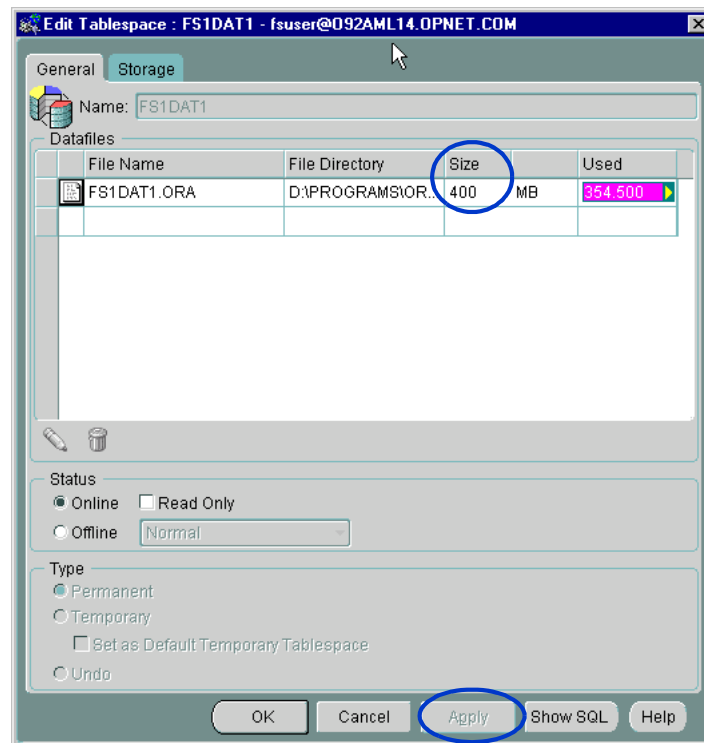 Edit Tablespace : FS1DAT1 - fsuser@O92AML14.OPNET.COM
General Storage
Name: FS1DAT1
Datafiles
File Name File Directory Size Used
FS1DAT1.ORA D:\PROGRAMS\OR... 400 MB 354.500
Status
Online Read Only
Offline Normal
Type
Permanent
Temporary
Set as Default Temporary Tablespace
Undo
OK Cancel Apply Show SQL Help